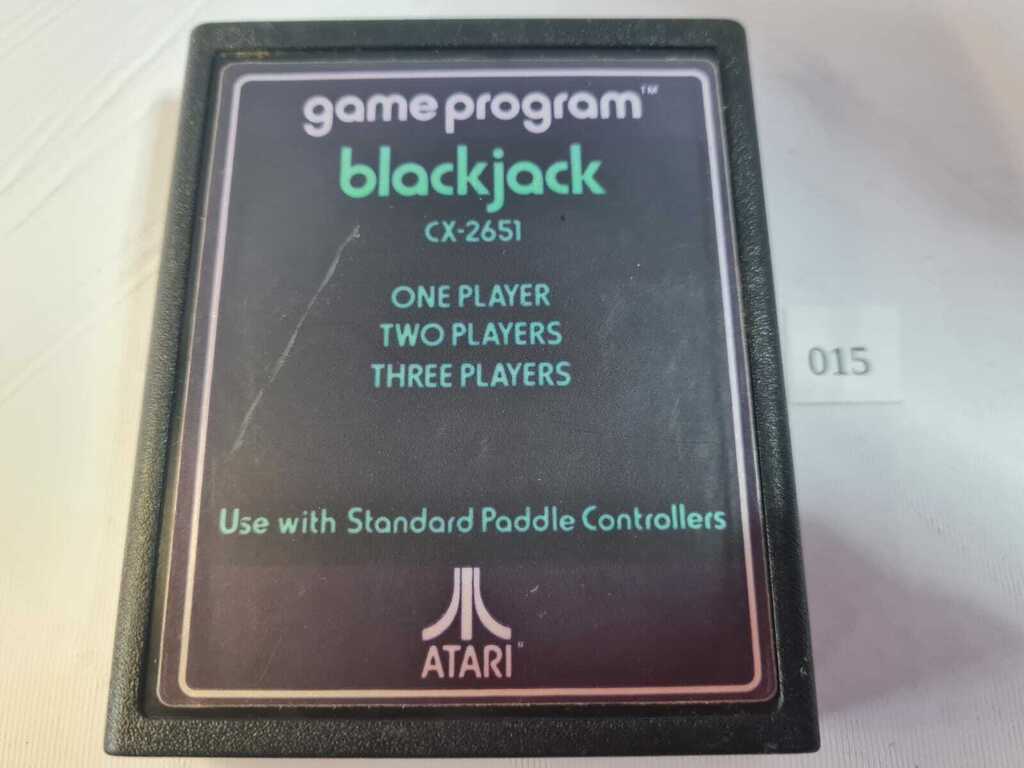 game program™
blackjack
CX-2651
ONE PLAYER
TWO PLAYERS
THREE PLAYERS
015
Use with Standard Paddle Controllers
ATARI